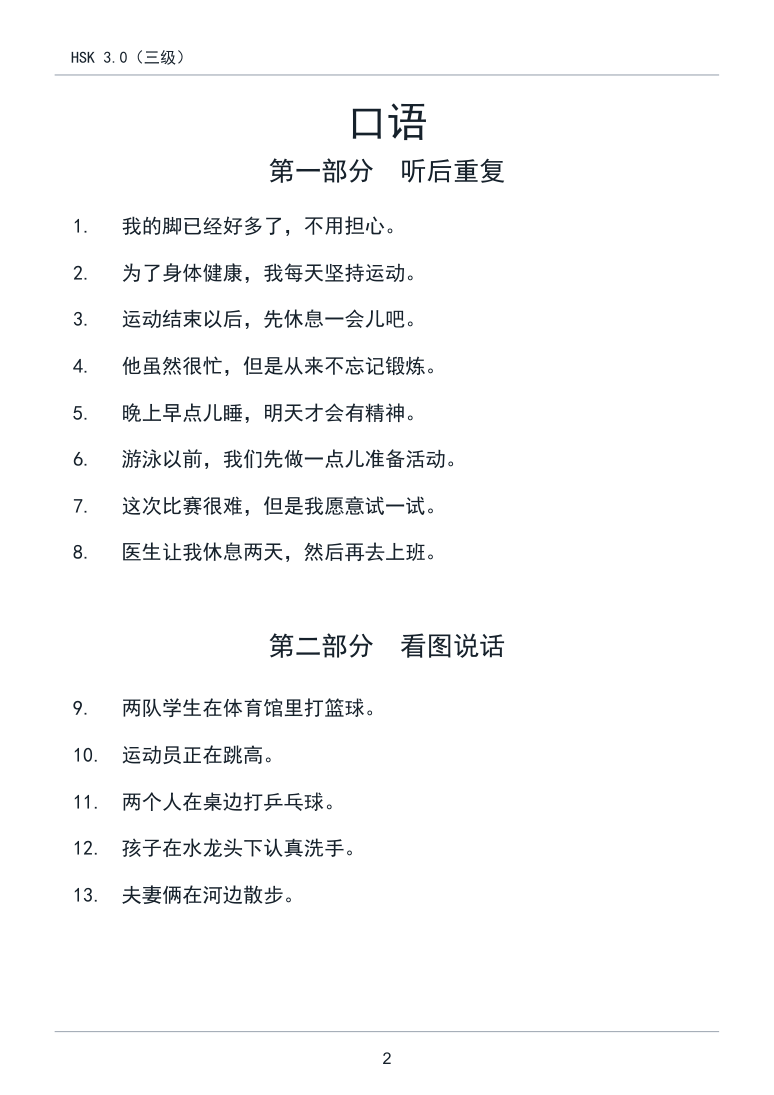 HSK 3.0（三级）
口语
第一部分　听后重复
1. 我的脚已经好多了，不用担心。
2. 为了身体健康，我每天坚持运动。
3. 运动结束以后，先休息一会儿吧。
4. 他虽然很忙，但是从来不忘记锻炼。
5. 晚上早点儿睡，明天才会有精神。
6. 游泳以前，我们先做一点儿准备活动。
7. 这次比赛很难，但是我愿意试一试。
8. 医生让我休息两天，然后再去上班。
第二部分　看图说话
9. 两队学生在体育馆里打篮球。
10. 运动员正在跳高。
11. 两个人在桌边打乒乓球。
12. 孩子在水龙头下认真洗手。
13. 夫妻俩在河边散步。
2